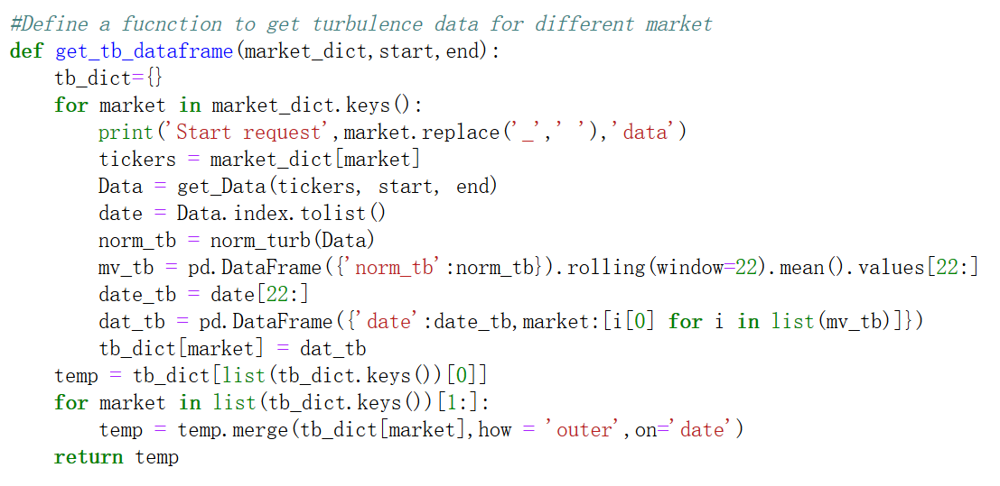 #Define a fucnction to get turbulence data for different market
def get_tb_dataframe(market_dict,start,end):
    tb_dict={}
    for market in market_dict.keys():
        print('Start request',market.replace('_',' '),'data')
        tickers = market_dict[market]
        Data = get_Data(tickers, start, end)
        date = Data.index.tolist()
        norm_tb = norm_turb(Data)
        mv_tb = pd.DataFrame({'norm_tb':norm_tb}).rolling(window=22).mean().values[22:]
        date_tb = date[22:]
        dat_tb = pd.DataFrame({'date':date_tb,market:[i[0] for i in list(mv_tb)]})
        tb_dict[market] = dat_tb
    temp = tb_dict[list(tb_dict.keys())[0]]
    for market in list(tb_dict.keys())[1:]:
        temp = temp.merge(tb_dict[market],how = 'outer',on='date')
    return temp